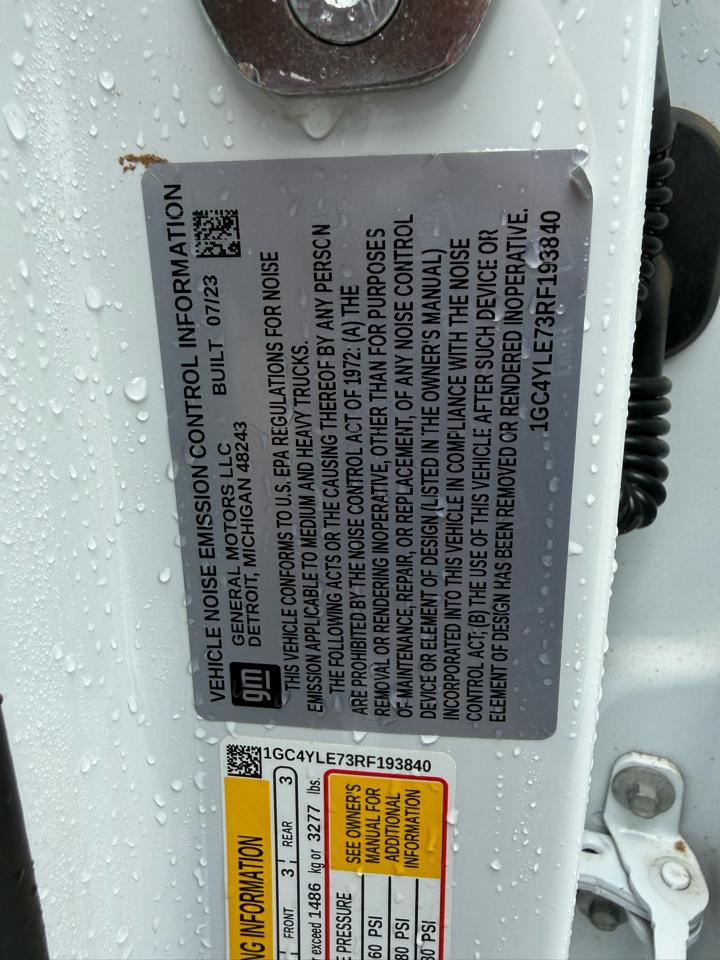 VEHICLE NOISE EMISSION CONTROL INFORMATION
gm
GENERAL MOTORS LLC
DETROIT, MICHIGAN 48243
BUILT 07/23
THIS VEHICLE CONFORMS TO U.S. EPA REGULATIONS FOR NOISE
EMISSION APPLICABLE TO MEDIUM AND HEAVY TRUCKS.
THE FOLLOWING ACTS OR THE CAUSING THEREOF BY ANY PERSON
ARE PROHIBITED BY THE NOISE CONTROL ACT OF 1972: (A) THE
REMOVAL OR RENDERING INOPERATIVE, OTHER THAN FOR PURPOSES
OF MAINTENANCE, REPAIR, OR REPLACEMENT, OF ANY NOISE CONTROL
DEVICE OR ELEMENT OF DESIGN (LISTED IN THE OWNER'S MANUAL)
INCORPORATED INTO THIS VEHICLE IN COMPLIANCE WITH THE NOISE
CONTROL ACT; (B) THE USE OF THIS VEHICLE AFTER SUCH DEVICE OR
ELEMENT OF DESIGN HAS BEEN REMOVED OR RENDERED INOPERATIVE.
1GC4YLE73RF193840
1GC4YLE73RF193840
NG INFORMATION
FRONT 3 REAR 3
exceed 1486 kg or 3277 lbs.
E PRESSURE
60 PSI
80 PSI
80 PSI
SEE OWNER'S
MANUAL FOR
ADDITIONAL
INFORMATION